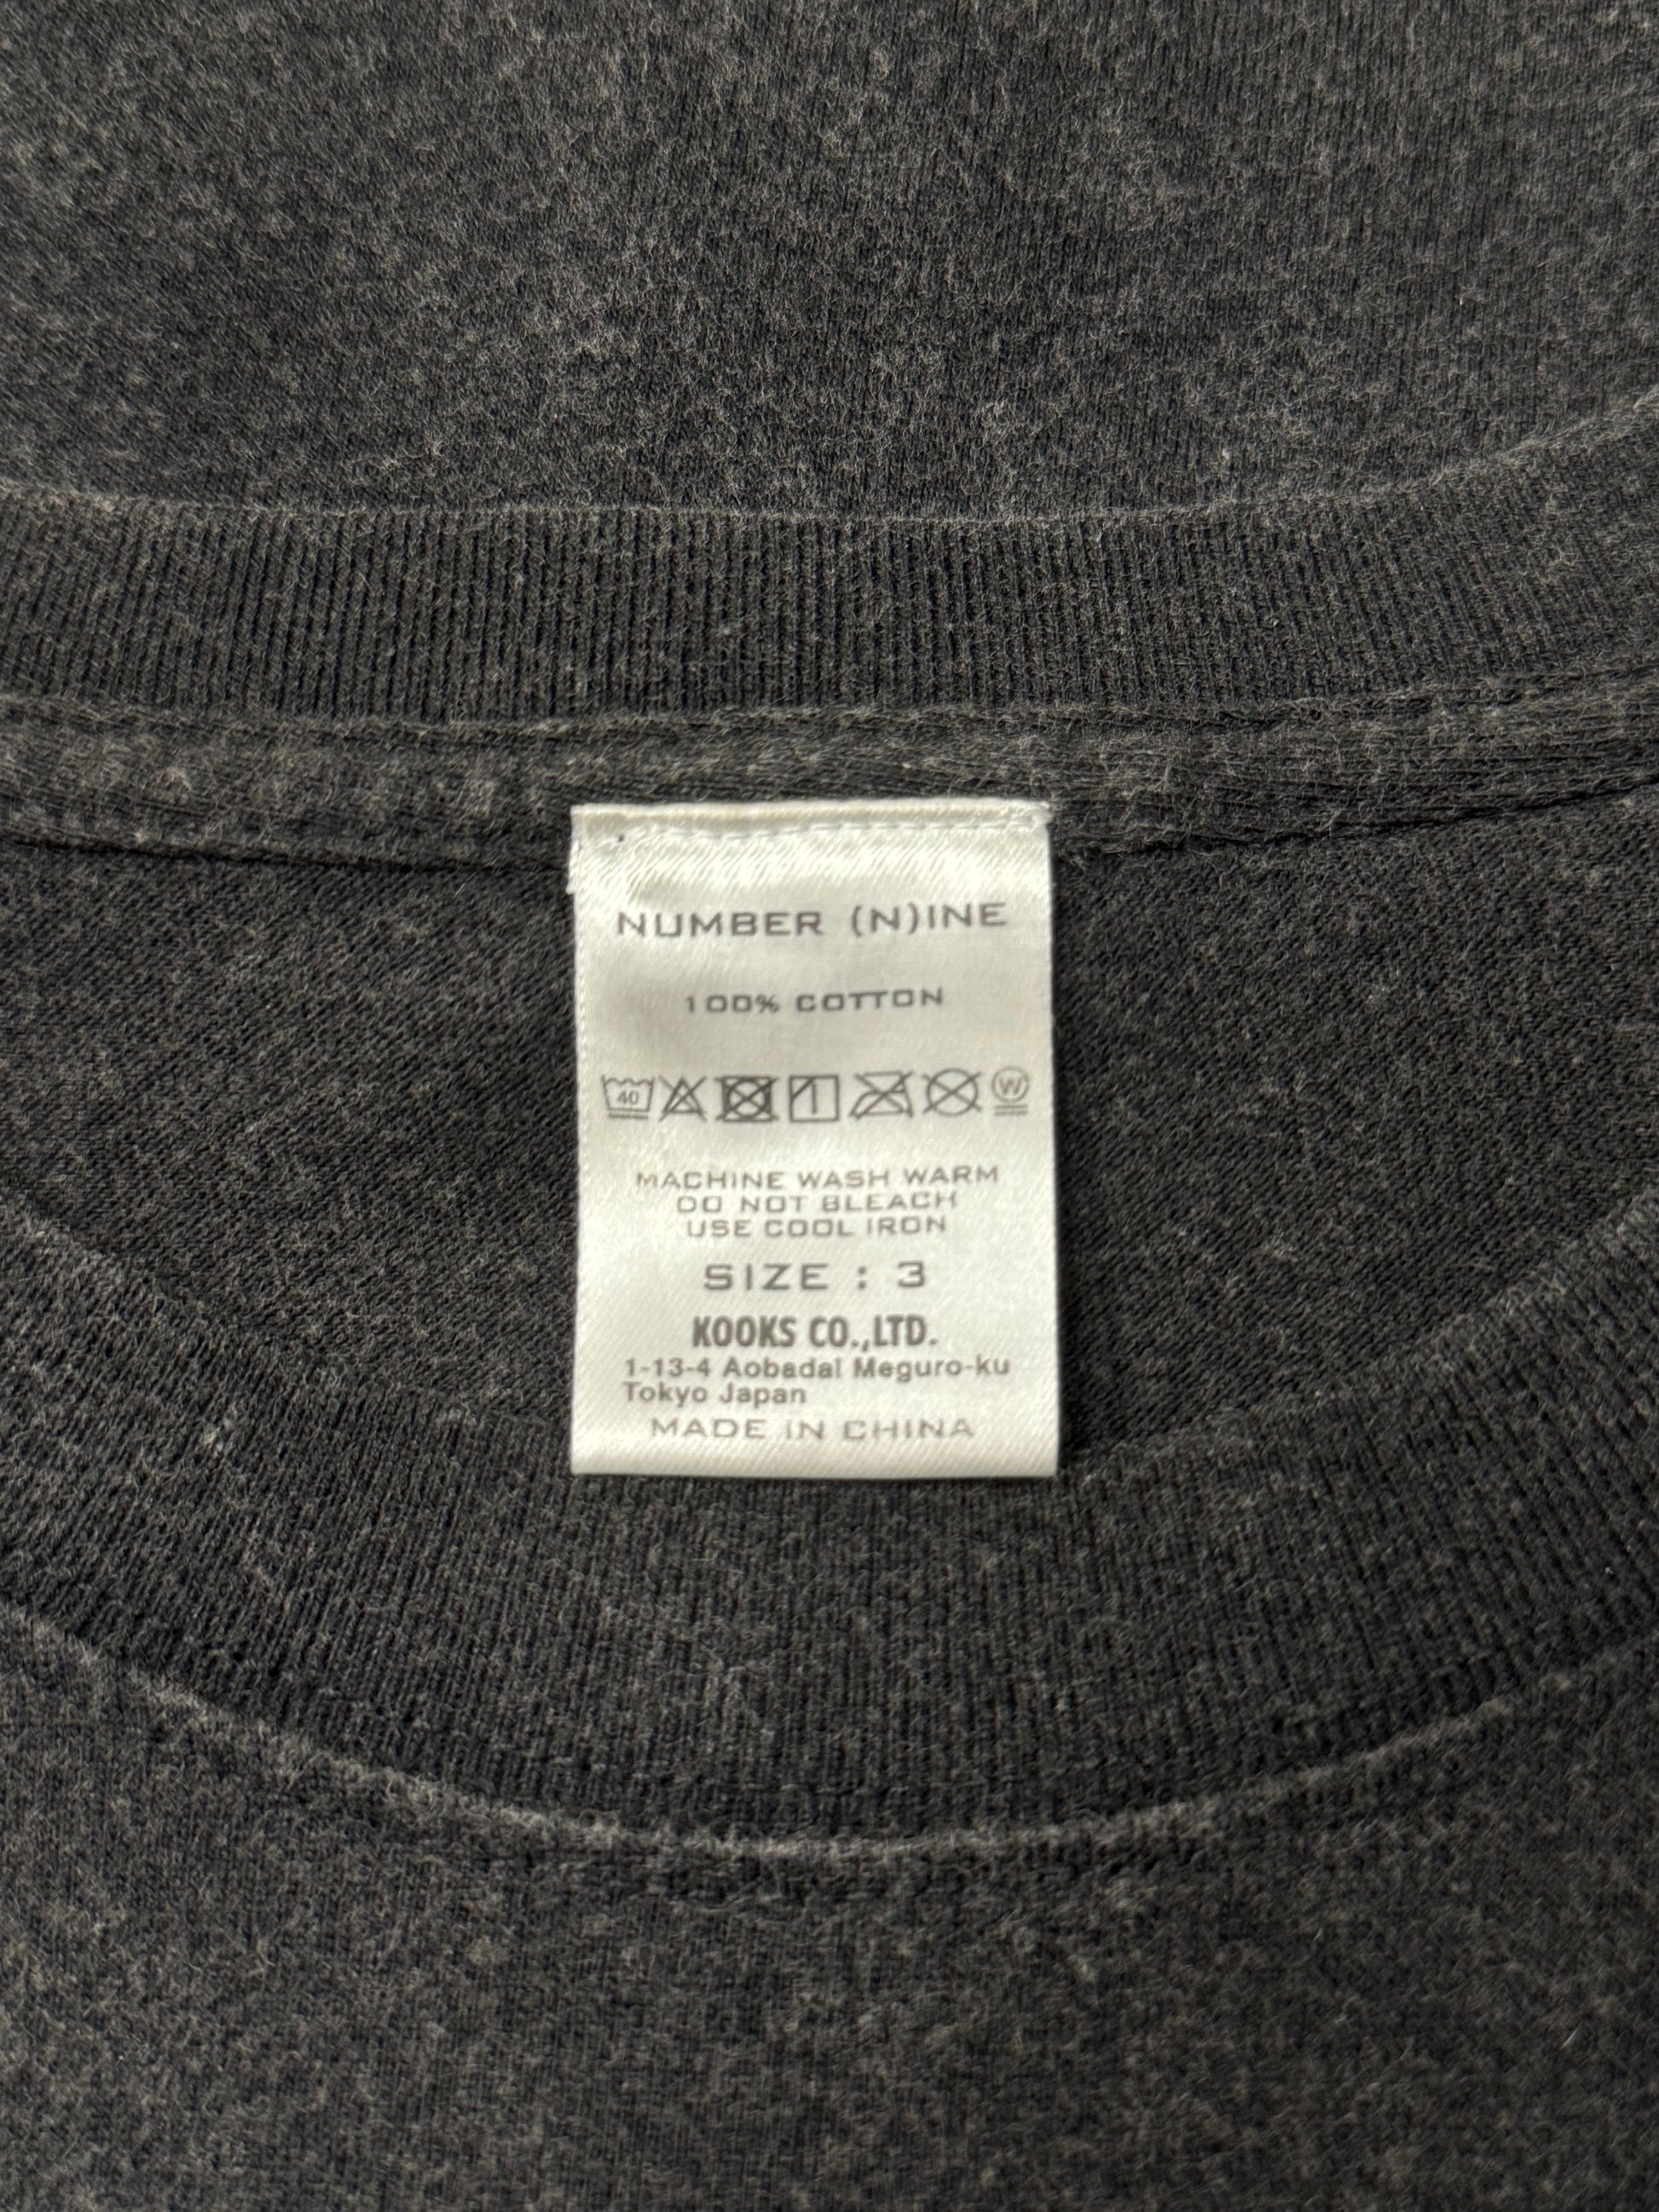 NUMBER (N)INE
100% COTTON
40 W
MACHINE WASH WARM
DO NOT BLEACH
USE COOL IRON
SIZE : 3
KOOKS CO.,LTD.
1-13-4 Aobadai Meguro-ku
Tokyo Japan
MADE IN CHINA